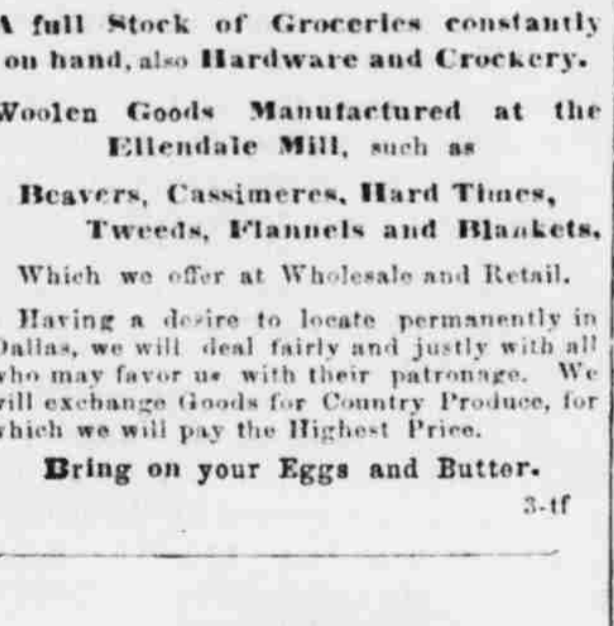 A full Stock of Groceries constantly
on hand, also Hardware and Crockery.
Woolen Goods Manufactured at the
Ellendale Mill, such as
Beavers, Cassimeres, Hard Times,
Tweeds, Flannels and Blankets,
Which we offer at Wholesale and Retail.
Having a desire to locate permanently in
Dallas, we will deal fairly and justly with all
who may favor us with their patronage. We
will exchange Goods for Country Produce, for
which we will pay the Highest Price.
Bring on your Eggs and Butter.
3-tf